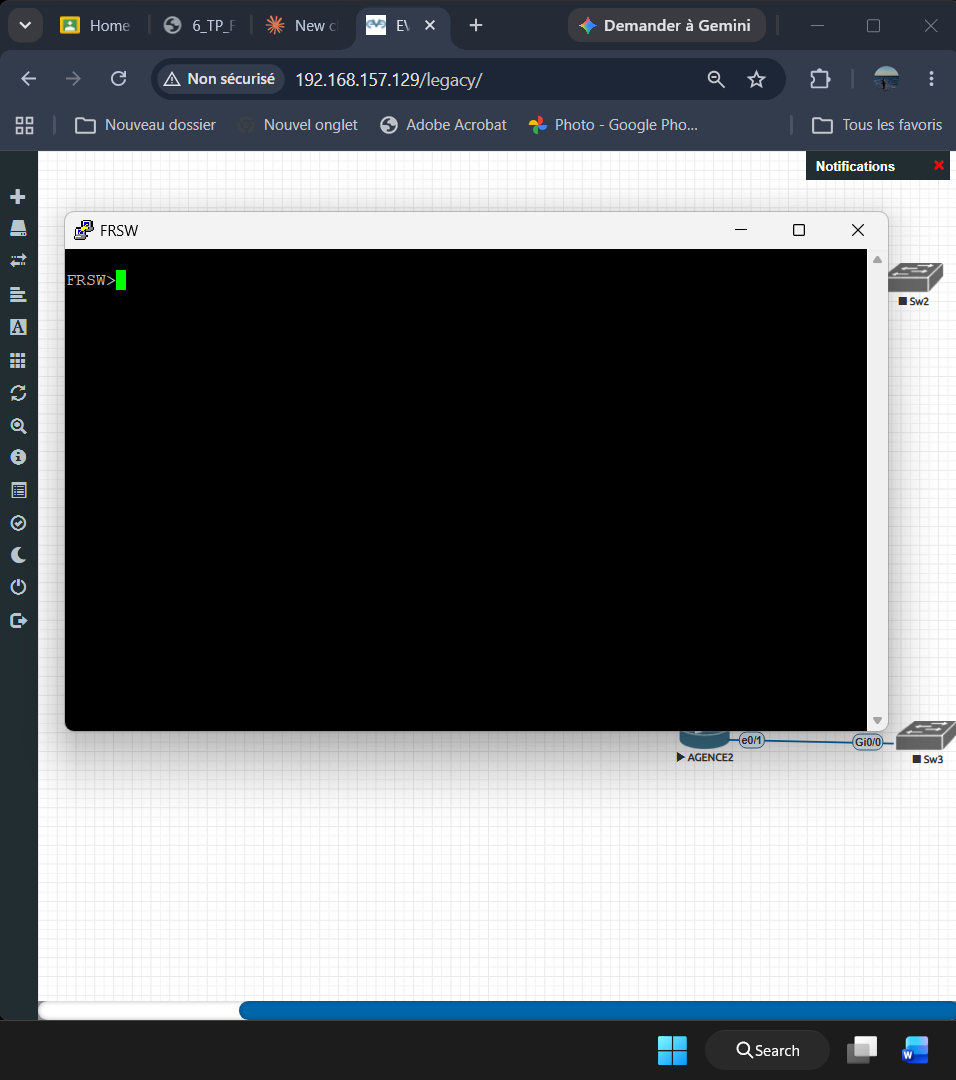 Home
6_TP_F
New c
EV
Demander à Gemini
Non sécurisé
192.168.157.129/legacy/
Nouveau dossier
Nouvel onglet
Adobe Acrobat
Photo - Google Pho...
Tous les favoris
Notifications
FRSW
FRSW>
Sw2
e0/1
Gi0/0
AGENCE2
Sw3
Search